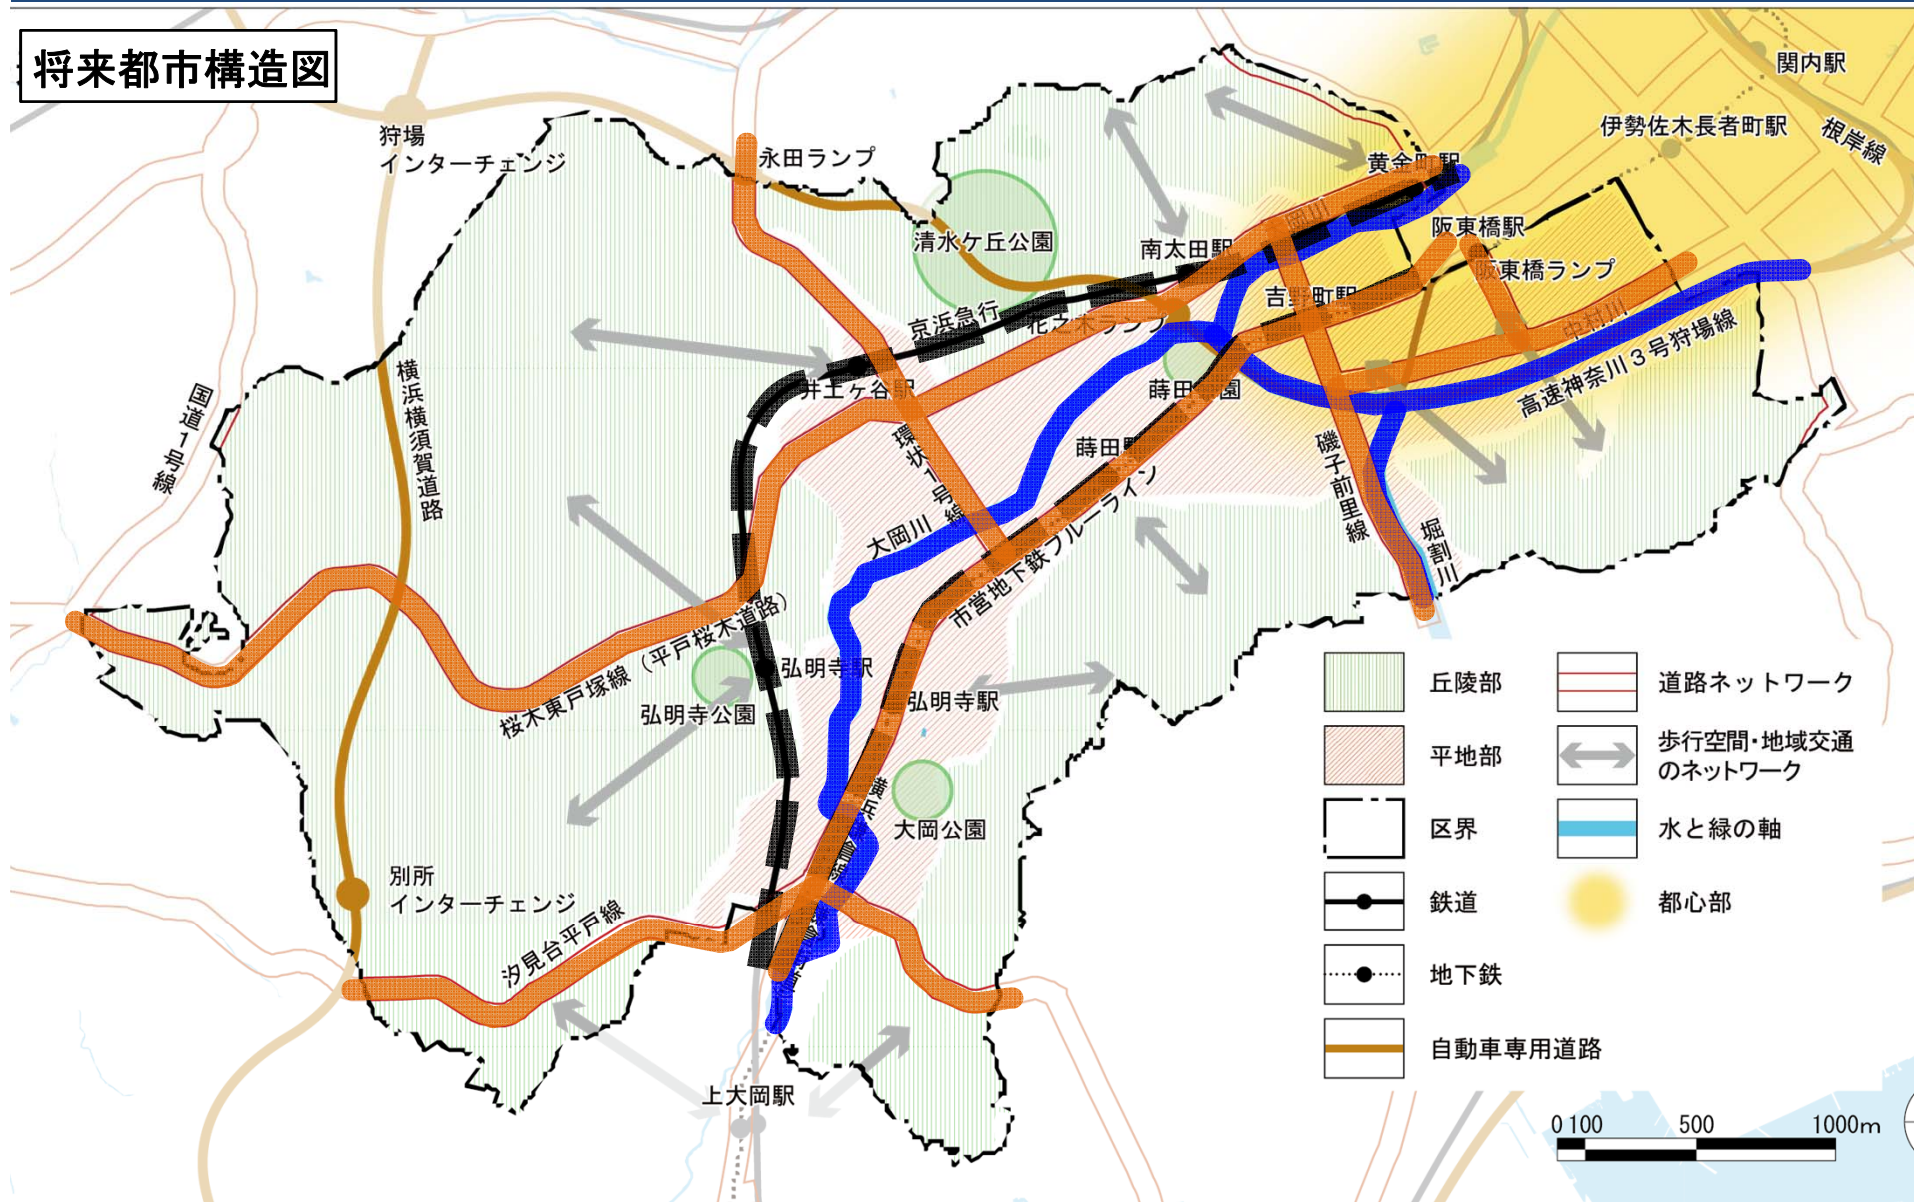 将来都市構造図
関内駅
根岸線
伊勢佐木長者町駅
狩場
インターチェンジ
永田ランプ
黄金町駅
清水ケ丘公園
南太田駅
阪東橋駅
阪東橋ランプ
吉野町駅
京浜急行
花之木ランプ
中村川
高速神奈川3号狩場線
国道1号線
横浜横須賀道路
井土ヶ谷駅
環状1号線
蒔田公園
蒔田駅
磯子前里線
堀割川
大岡川
市営地下鉄ブルーライン
桜木東戸塚線(平戸桜木道路)
弘明寺駅
弘明寺駅
弘明寺公園
大岡公園
別所
インターチェンジ
汐見台平戸線
上大岡駅
丘陵部
平地部
区界
鉄道
地下鉄
自動車専用道路
道路ネットワーク
歩行空間・地域交通
のネットワーク
水と緑の軸
都心部
0 100 500 1000m